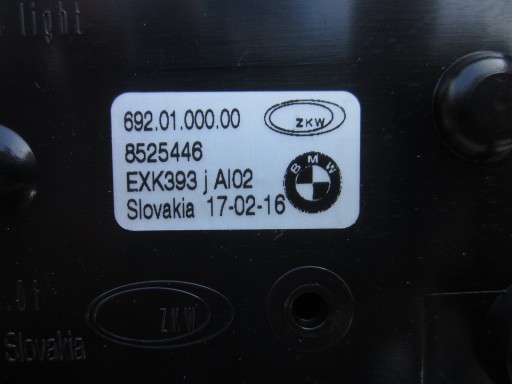 light
692.01.000.00
ZKW
8525446
EXK393 j AI02
BMW
Slovakia 17-02-16
ZKW
Slovakia